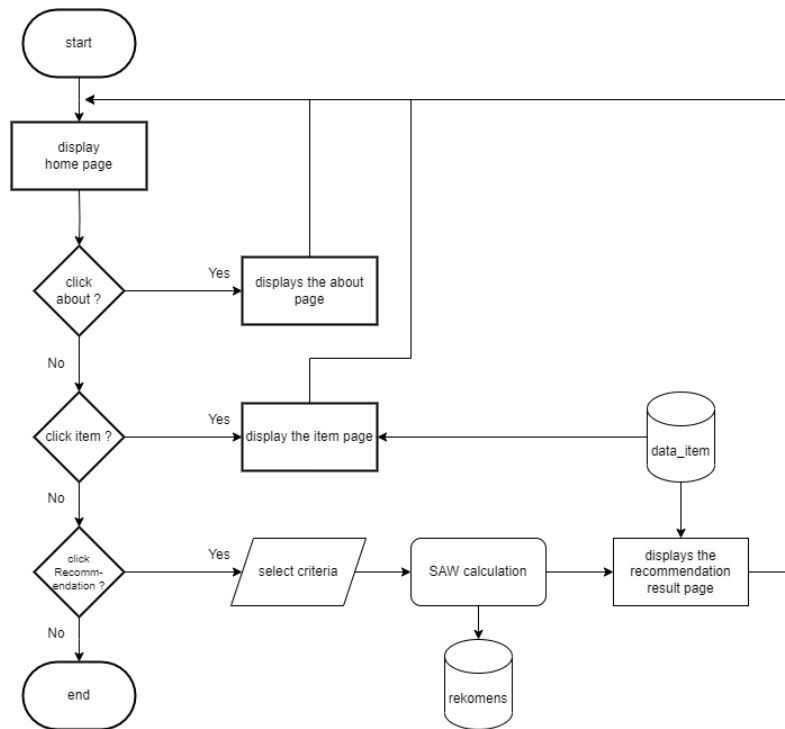 start
display
home page
click
about ?
Yes
displays the about
page
No
click item ?
Yes
display the item page
data_item
No
click
Recomm-
endation ?
Yes
select criteria
SAW calculation
displays the
recommendation
result page
No
end
rekomens